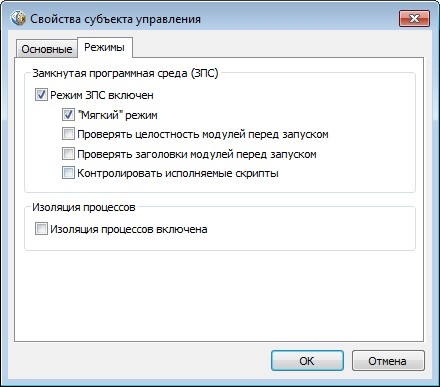 Свойства субъекта управления
Основные
Режимы
Замкнутая программная среда (ЗПС)
Режим ЗПС включен
"Мягкий" режим
Проверять целостность модулей перед запуском
Проверять заголовки модулей перед запуском
Контролировать исполняемые скрипты
Изоляция процессов
Изоляция процессов включена
ОК
Отмена